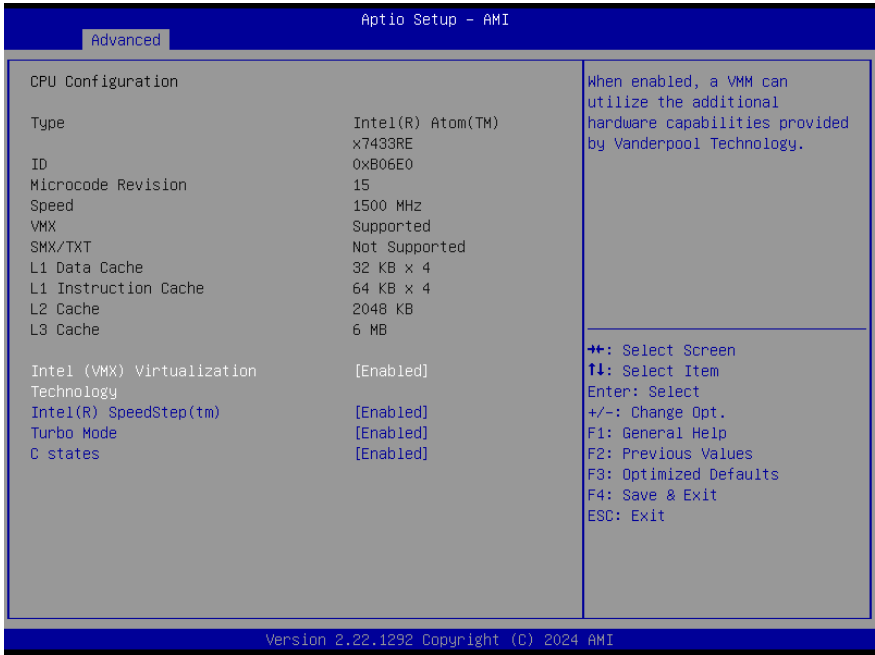 Aptio Setup – AMI
Advanced
CPU Configuration
Type Intel(R) Atom(TM)
x7433RE
ID 0xB06E0
Microcode Revision 15
Speed 1500 MHz
VMX Supported
SMX/TXT Not Supported
L1 Data Cache 32 KB x 4
L1 Instruction Cache 64 KB x 4
L2 Cache 2048 KB
L3 Cache 6 MB
Intel (VMX) Virtualization [Enabled]
Technology
Intel(R) SpeedStep(tm) [Enabled]
Turbo Mode [Enabled]
C states [Enabled]
When enabled, a VMM can
utilize the additional
hardware capabilities provided
by Vanderpool Technology.
→←: Select Screen
↑↓: Select Item
Enter: Select
+/-: Change Opt.
F1: General Help
F2: Previous Values
F3: Optimized Defaults
F4: Save & Exit
ESC: Exit
Version 2.22.1292 Copyright (C) 2024 AMI